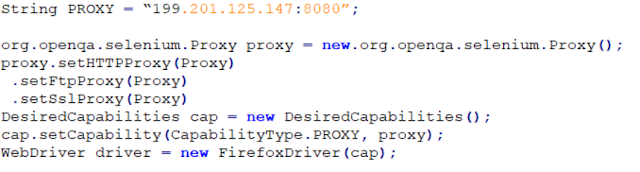 String PROXY = “199.201.125.147:8080”;
org.openqa.selenium.Proxy proxy = new.org.openqa.selenium.Proxy();
proxy.setHTTPProxy(Proxy)
.setFtpProxy(Proxy)
.setSslProxy(Proxy)
DesiredCapabilities cap = new DesiredCapabilities();
cap.setCapability(CapabilityType.PROXY, proxy);
WebDriver driver = new FirefoxDriver(cap);